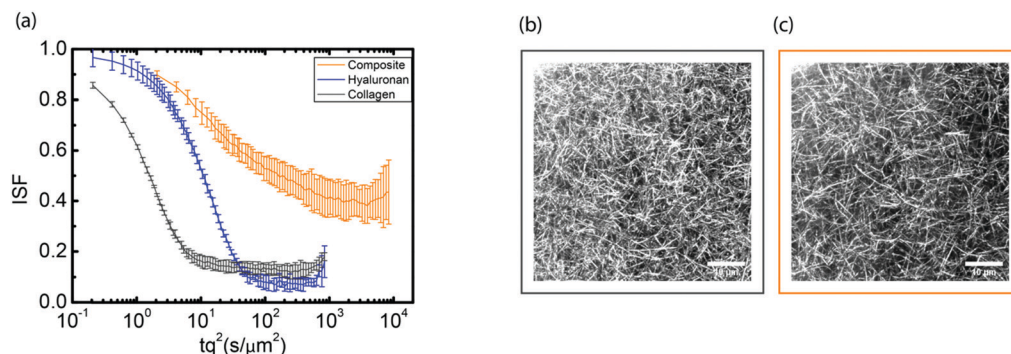 (a)
1.0
0.8
0.6
0.4
0.2
0.0
ISF
Composite
Hyaluronan
Collagen
10⁻¹
10⁰
10¹
10²
10³
10⁴
tq²(s/μm²)
(b)
10 μm
(c)
10 μm